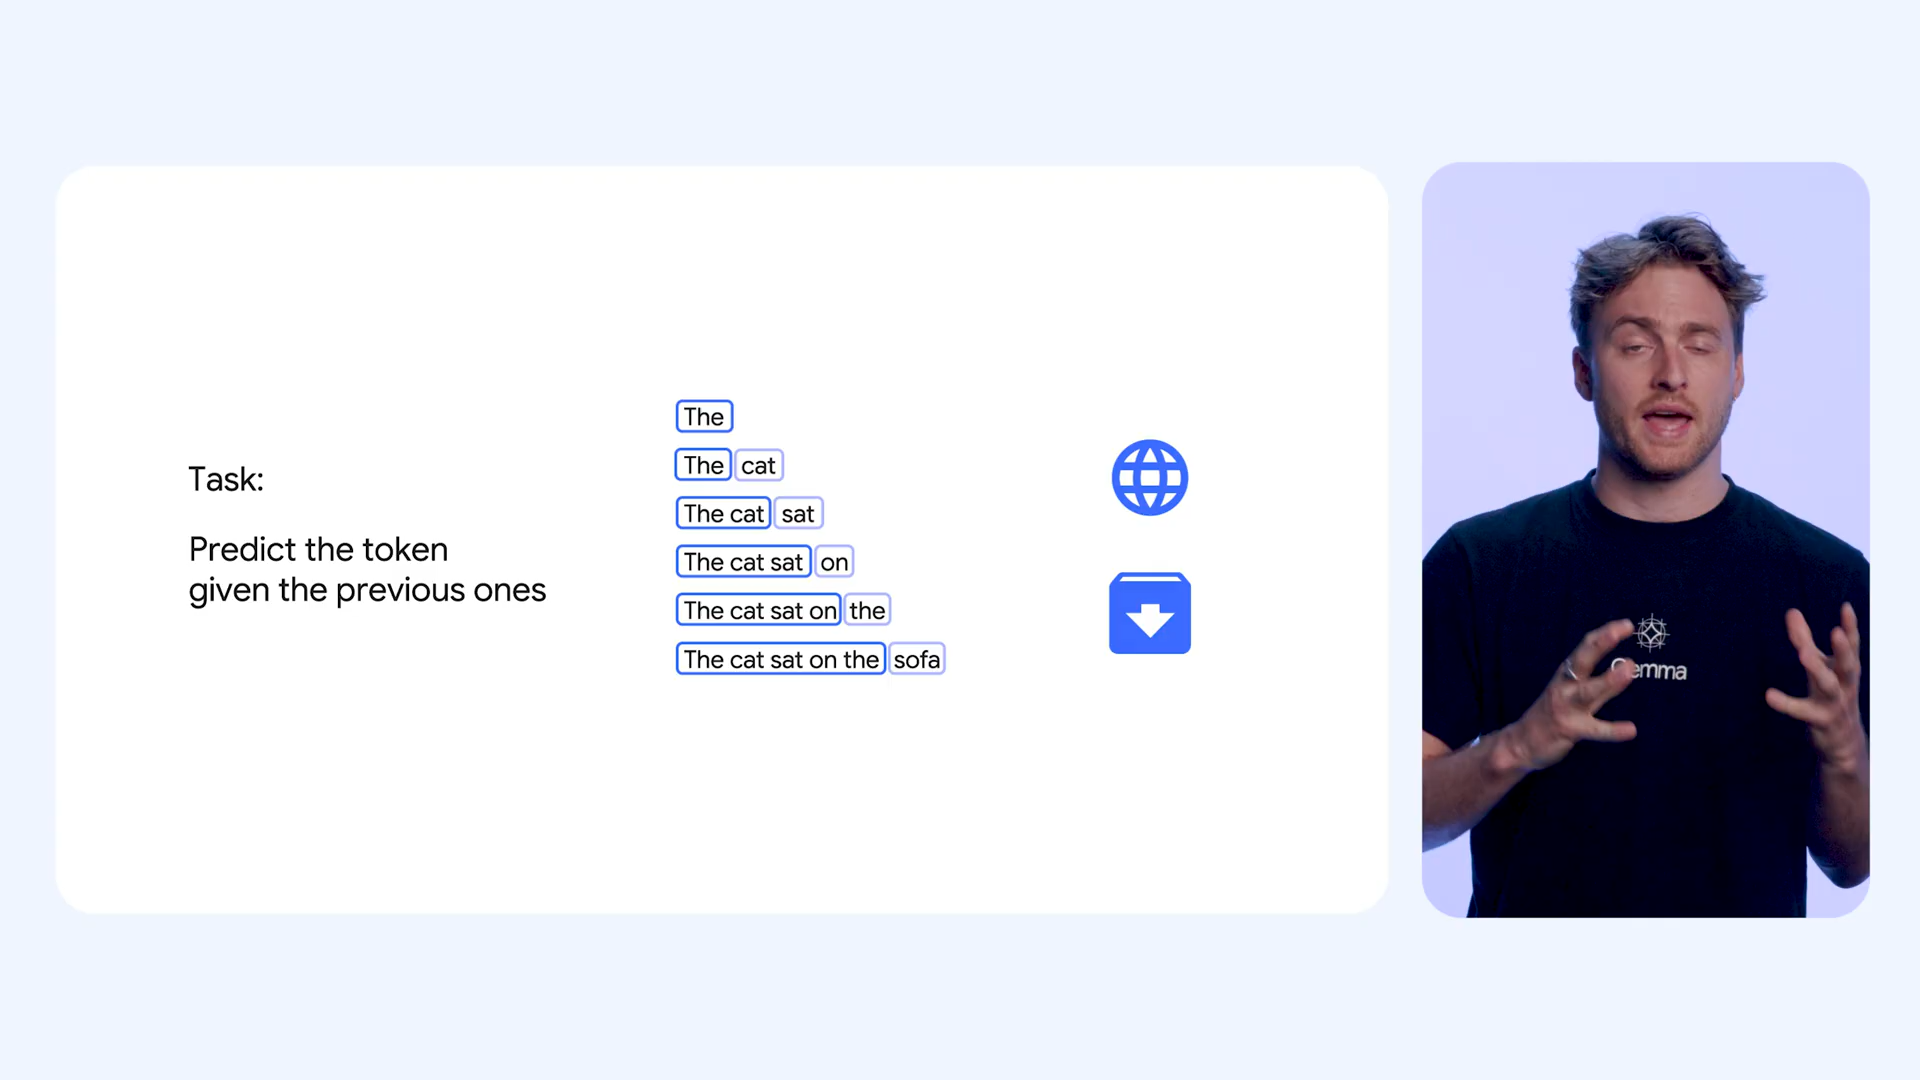 Task:
Predict the token
given the previous ones
The
The cat
The cat sat
The cat sat on
The cat sat on the
The cat sat on the sofa
Gemma